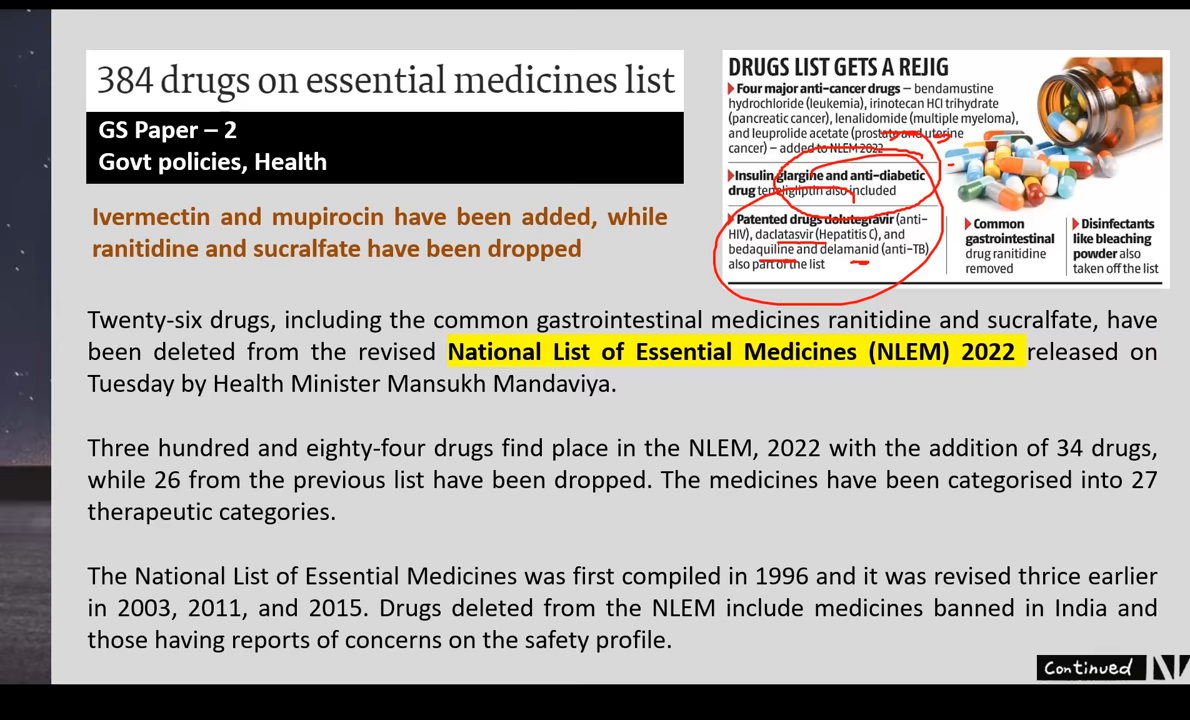 384 drugs on essential medicines list
GS Paper – 2
Govt policies, Health
Ivermectin and mupirocin have been added, while
ranitidine and sucralfate have been dropped
DRUGS LIST GETS A REJIG
Four major anti-cancer drugs – bendamustine
hydrochloride (leukemia), irinotecan HCI trihydrate
(pancreatic cancer), lenalidomide (multiple myeloma),
and leuprolide acetate (prostate and uterine
cancer) – added to NLEM 2022
Insulin glargine and anti-diabetic
drug teneligliptin also included
Patented drugs dolutegravir (anti-
HIV), daclatasvir (Hepatitis C), and
bedaquiline and delamanid (anti-TB)
also part of the list
Common
gastrointestinal
drug ranitidine
removed
Disinfectants
like bleaching
powder also
taken off the list
Twenty-six drugs, including the common gastrointestinal medicines ranitidine and sucralfate, have
been deleted from the revised National List of Essential Medicines (NLEM) 2022 released on
Tuesday by Health Minister Mansukh Mandaviya.
Three hundred and eighty-four drugs find place in the NLEM, 2022 with the addition of 34 drugs,
while 26 from the previous list have been dropped. The medicines have been categorised into 27
therapeutic categories.
The National List of Essential Medicines was first compiled in 1996 and it was revised thrice earlier
in 2003, 2011, and 2015. Drugs deleted from the NLEM include medicines banned in India and
those having reports of concerns on the safety profile.
Continued